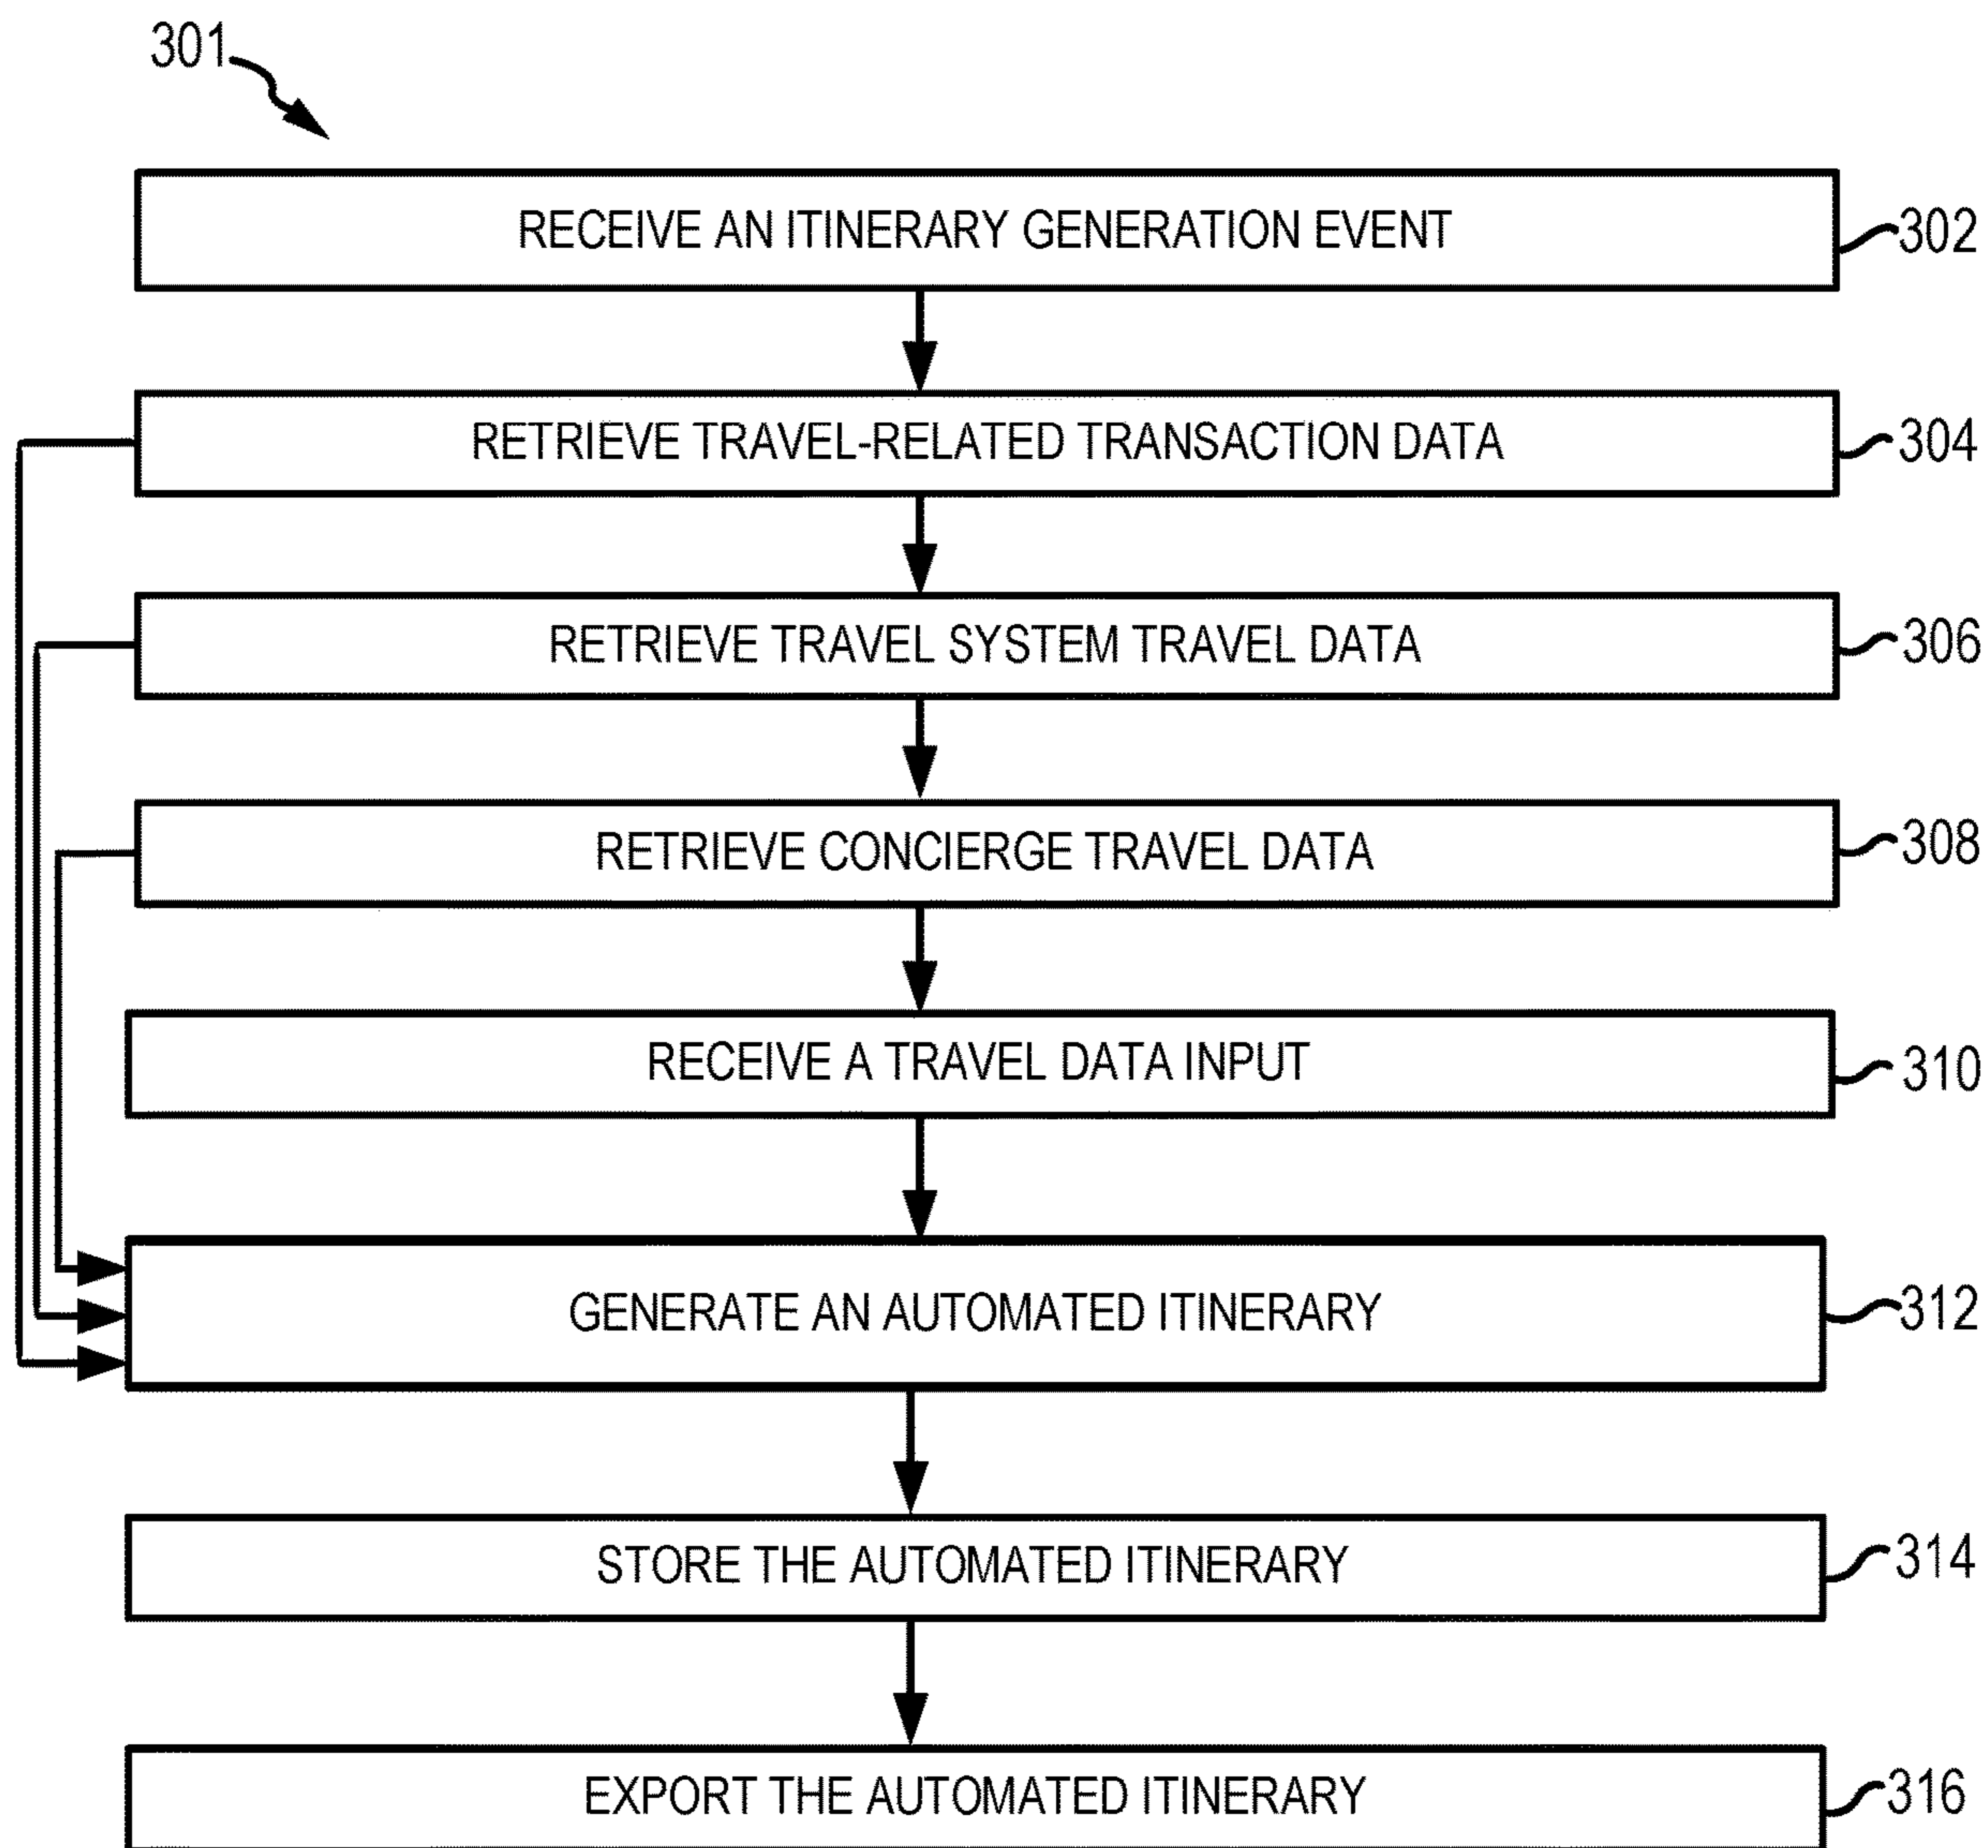 301
RECEIVE AN ITINERARY GENERATION EVENT
302
RETRIEVE TRAVEL-RELATED TRANSACTION DATA
304
RETRIEVE TRAVEL SYSTEM TRAVEL DATA
306
RETRIEVE CONCIERGE TRAVEL DATA
308
RECEIVE A TRAVEL DATA INPUT
310
GENERATE AN AUTOMATED ITINERARY
312
STORE THE AUTOMATED ITINERARY
314
EXPORT THE AUTOMATED ITINERARY
316